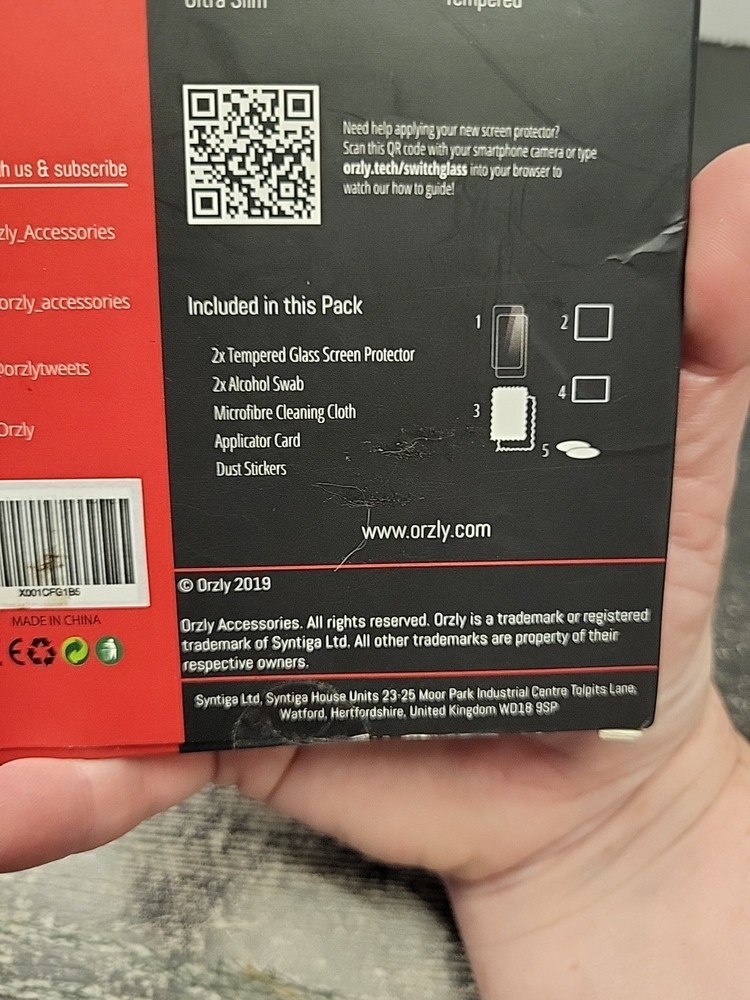 Ultra Slim
Tempered
Need help applying your new screen protector?
Scan this QR code with your smartphone camera or type
orzly.tech/switchglass into your browser to
watch our how to guide!
us & subscribe
_Accessories
orzly_accessories
orzlytweets
Orzly
Included in this Pack
2x Tempered Glass Screen Protector
2x Alcohol Swab
Microfibre Cleaning Cloth
Applicator Card
Dust Stickers
1
2
3
4
5
www.orzly.com
X001CFG1B5
MADE IN CHINA
CE
© Orzly 2019
Orzly Accessories. All rights reserved. Orzly is a trademark or registered
trademark of Syntiga Ltd. All other trademarks are property of their
respective owners.
Syntiga Ltd, Syntiga House Units 23-25 Moor Park Industrial Centre Tolpits Lane,
Watford, Hertfordshire, United Kingdom WD18 9SP